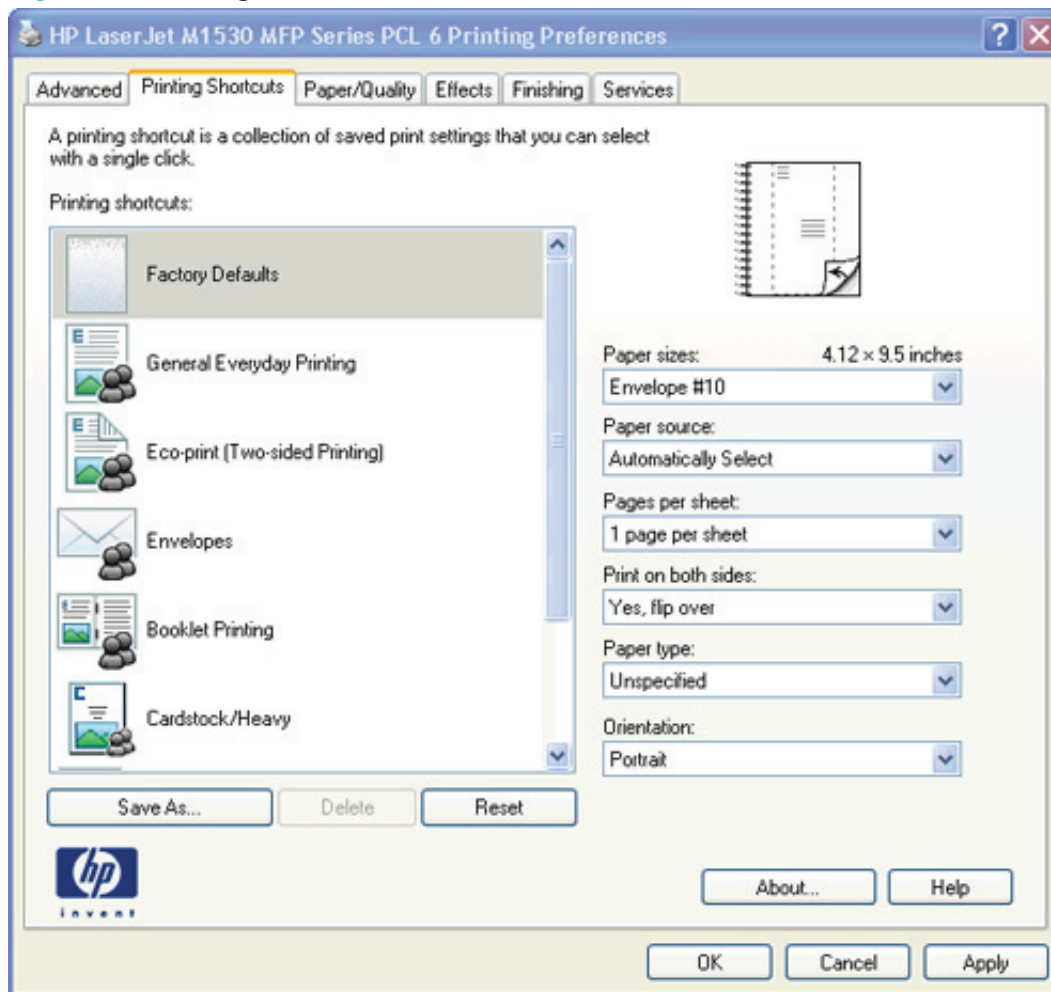 HP LaserJet M1530 MFP Series PCL 6 Printing Preferences
Advanced Printing Shortcuts Paper/Quality Effects Finishing Services
A printing shortcut is a collection of saved print settings that you can select
with a single click.
Printing shortcuts:
Factory Defaults
General Everyday Printing
Eco-print (Two-sided Printing)
Envelopes
Booklet Printing
Cardstock/Heavy
Save As... Delete Reset
Paper sizes: 4.12 × 9.5 inches
Envelope #10
Paper source:
Automatically Select
Pages per sheet:
1 page per sheet
Print on both sides:
Yes, flip over
Paper type:
Unspecified
Orientation:
Portrait
hp
invent
About... Help
OK Cancel Apply